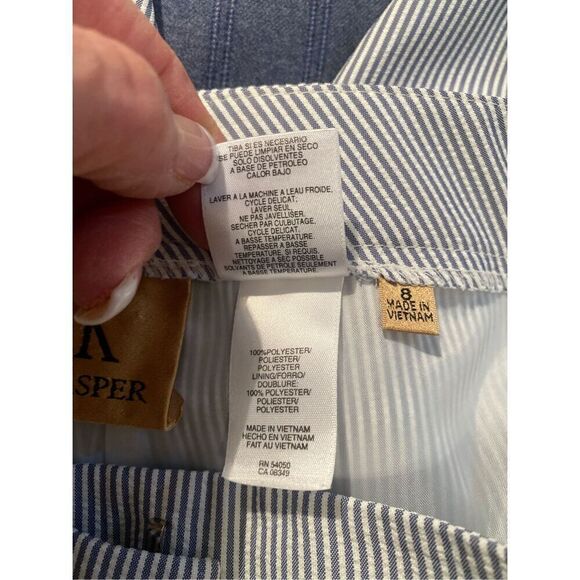 TIBA SI ES NECESARIO
SE PUEDE LIMPIAR EN SECO
SOLO DISOLVENTES
A BASE DE PETROLEO
CALOR BAJO
LAVER A LA MACHINE A LEAU FROIDE,
CYCLE DELICAT.
LAVER SEUL,
NE PAS JAVELLISER.
SECHER PAR CULBUTAGE,
CYCLE DELICAT.
A BASSE TEMPERATURE.
REPASSER A BASSE
TEMPERATURE, SI REQUIS.
NETTOYAGE A SEC POSSIBLE
SOLVANTS DE PETROLE SEULEMENT
A BASSE TEMPERATURE.
8
MADE IN
VIETNAM
K
SPER
100%POLYESTER/
POLIESTER/
POLYESTER
LINING/FORRO/
DOUBLURE:
100% POLYESTER/
POLIESTER/
POLYESTER
MADE IN VIETNAM
HECHO EN VIETNAM
FAIT AU VIETNAM
RN 54050
CA 08349